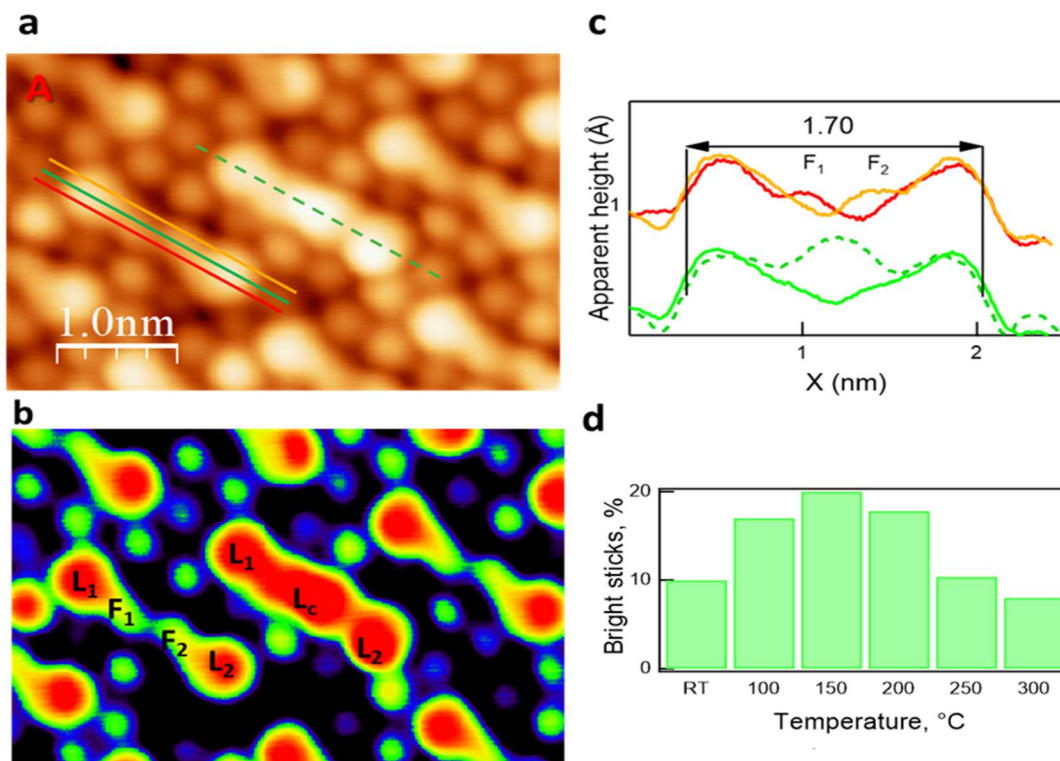 a
A
1.0nm
b
L1
F1
F2
L2
L1
Lc
L2
c
1.70
F1
F2
Apparent height (Å)
1
1
2
X (nm)
d
Bright sticks, %
20
10
0
RT
100
150
200
250
300
Temperature, °C